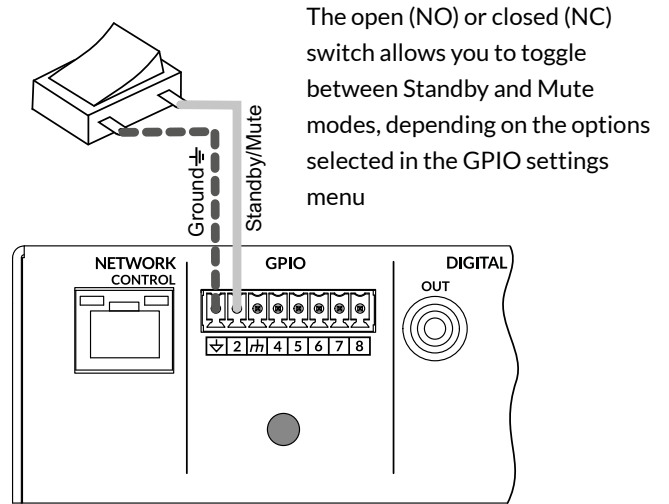 The open (NO) or closed (NC)
switch allows you to toggle
between Standby and Mute
modes, depending on the options
selected in the GPIO settings
menu
Ground
Standby/Mute
NETWORK
CONTROL
GPIO
DIGITAL
OUT
2 4 5 6 7 8